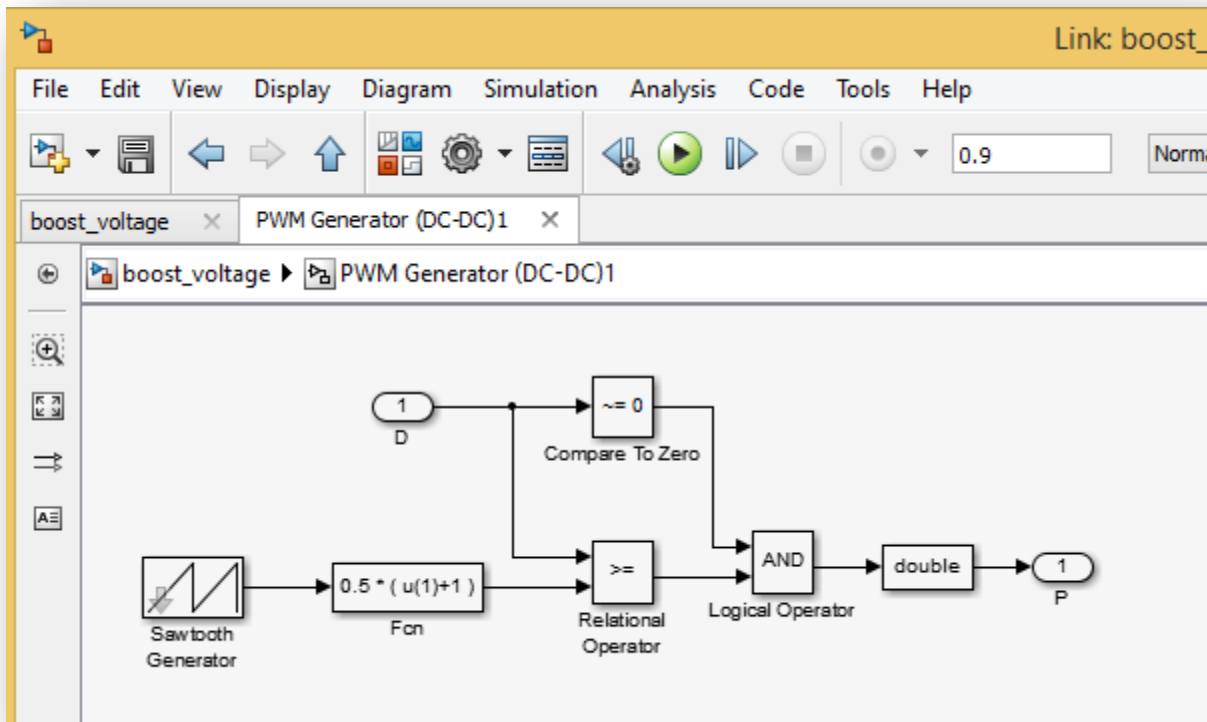 Link: boost_
File Edit View Display Diagram Simulation Analysis Code Tools Help
0.9 Norma
boost_voltage PWM Generator (DC-DC)1
boost_voltage PWM Generator (DC-DC)1
1
D
~= 0
Compare To Zero
Sawtooth
Generator
0.5 * ( u(1)+1 )
Fcn
>=
Relational
Operator
AND
Logical Operator
double
1
P